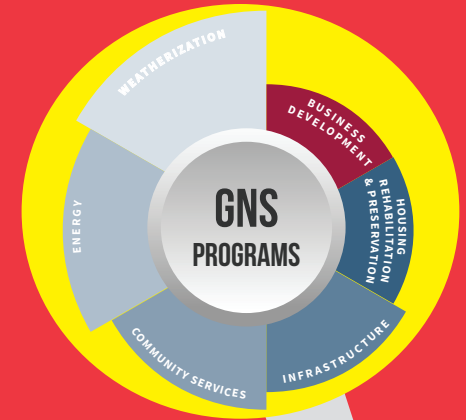 WEATHERIZATION
BUSINESS
DEVELOPMENT
HOUSING
REHABILITATION
& PRESERVATION
INFRASTRUCTURE
COMMUNITY SERVICES
ENERGY
GNS
PROGRAMS